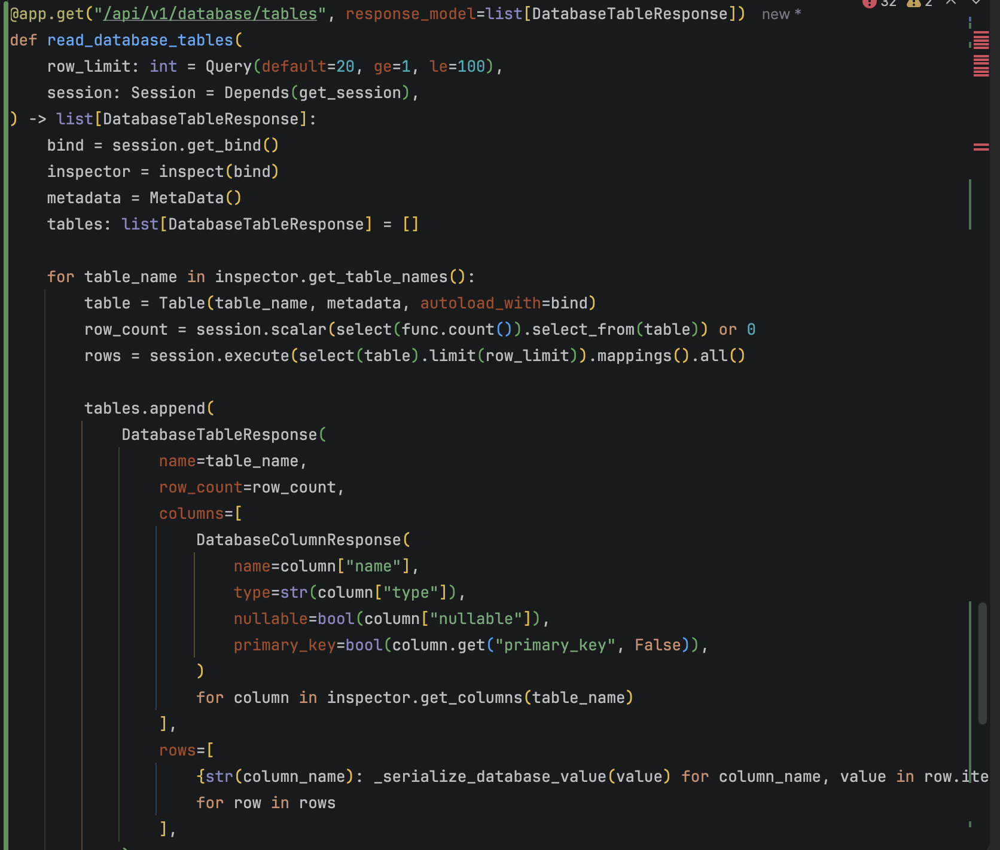 32 2
@app.get("/api/v1/database/tables", response_model=list[DatabaseTableResponse]) new *
def read_database_tables(
    row_limit: int = Query(default=20, ge=1, le=100),
    session: Session = Depends(get_session),
) -> list[DatabaseTableResponse]:
    bind = session.get_bind()
    inspector = inspect(bind)
    metadata = MetaData()
    tables: list[DatabaseTableResponse] = []

    for table_name in inspector.get_table_names():
        table = Table(table_name, metadata, autoload_with=bind)
        row_count = session.scalar(select(func.count()).select_from(table)) or 0
        rows = session.execute(select(table).limit(row_limit)).mappings().all()

        tables.append(
            DatabaseTableResponse(
                name=table_name,
                row_count=row_count,
                columns=[
                    DatabaseColumnResponse(
                        name=column["name"],
                        type=str(column["type"]),
                        nullable=bool(column["nullable"]),
                        primary_key=bool(column.get("primary_key", False)),
                    )
                    for column in inspector.get_columns(table_name)
                ],
                rows=[
                    {str(column_name): _serialize_database_value(value) for column_name, value in row.ite
                    for row in rows
                ],
            )